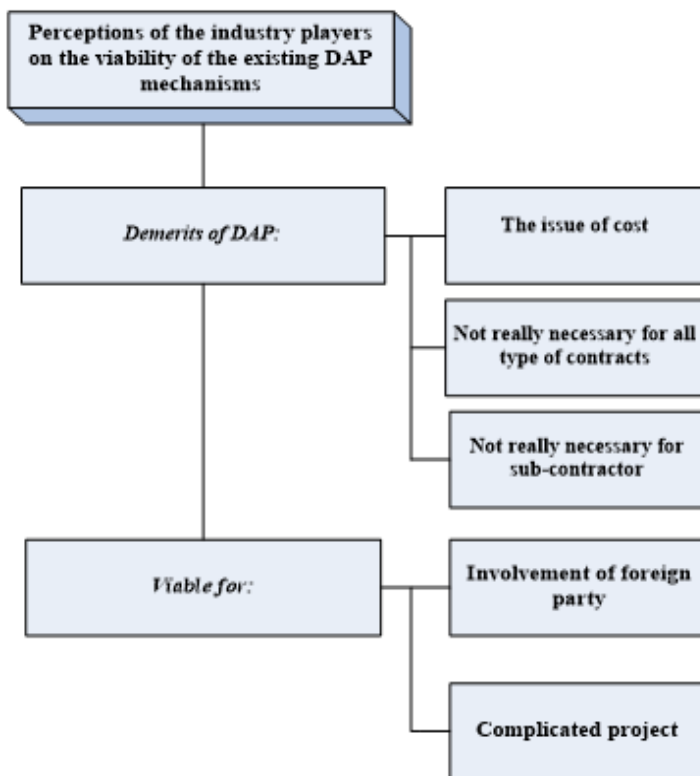 Perceptions of the industry players
on the viability of the existing DAP
mechanisms
Demerits of DAP:
The issue of cost
Not really necessary for all
type of contracts
Not really necessary for
sub-contractor
Viable for:
Involvement of foreign
party
Complicated project